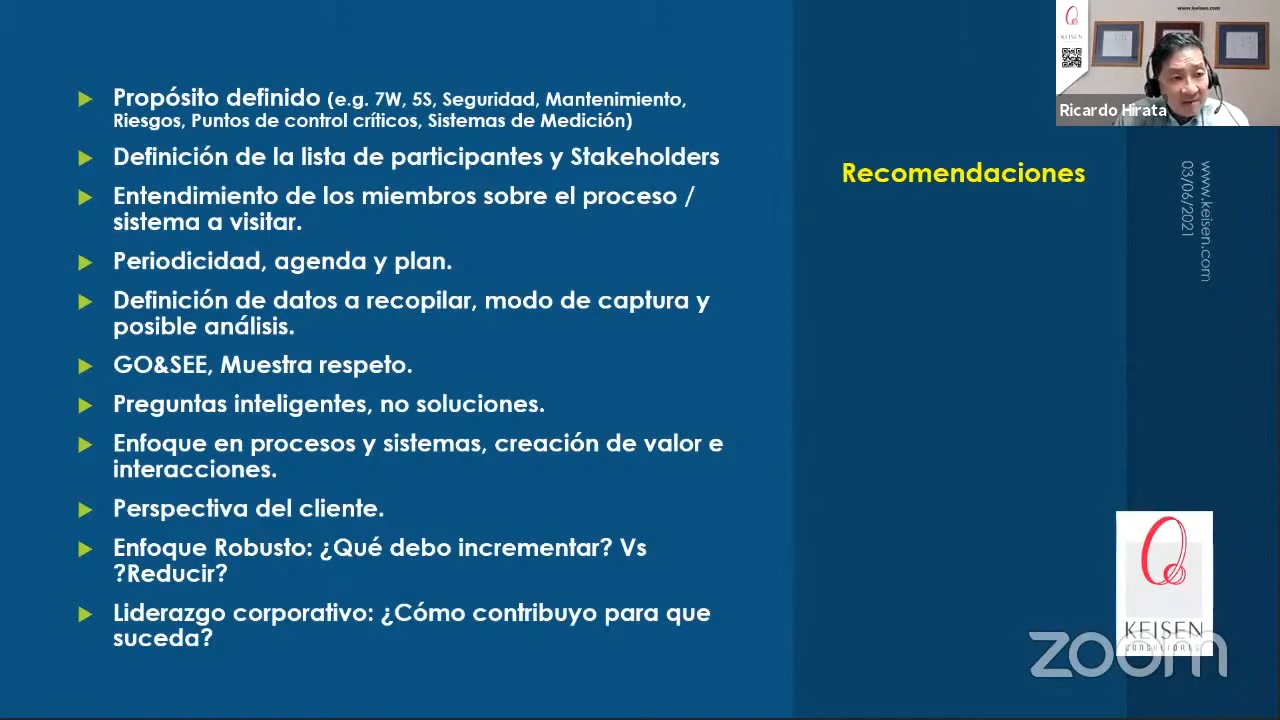 Propósito definido (e.g. 7W, 5S, Seguridad, Mantenimiento,
Riesgos, Puntos de control críticos, Sistemas de Medición)
Definición de la lista de participantes y Stakeholders
Entendimiento de los miembros sobre el proceso /
sistema a visitar.
Periodicidad, agenda y plan.
Definición de datos a recopilar, modo de captura y
posible análisis.
GO&SEE, Muestra respeto.
Preguntas inteligentes, no soluciones.
Enfoque en procesos y sistemas, creación de valor e
interacciones.
Perspectiva del cliente.
Enfoque Robusto: ¿Qué debo incrementar? Vs
?Reducir?
Liderazgo corporativo: ¿Cómo contribuyo para que
suceda?
Recomendaciones
www.keisen.com
KEISEN
Ricardo Hirata
www.keisen.com
03/06/2021
KEISEN
CONSULTORES
zoom